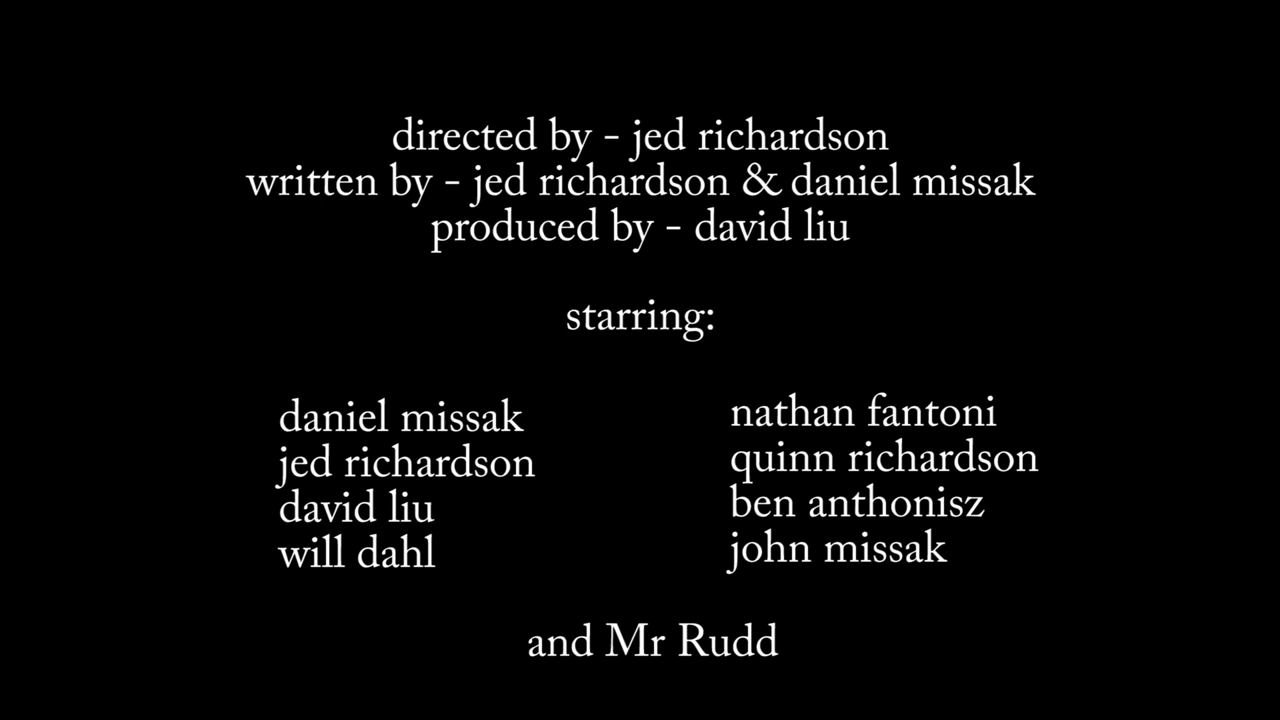 directed by - jed richardson
written by - jed richardson & daniel missak
produced by - david liu
starring:
daniel missak
jed richardson
david liu
will dahl
nathan fantoni
quinn richardson
ben anthonisz
john missak
and Mr Rudd